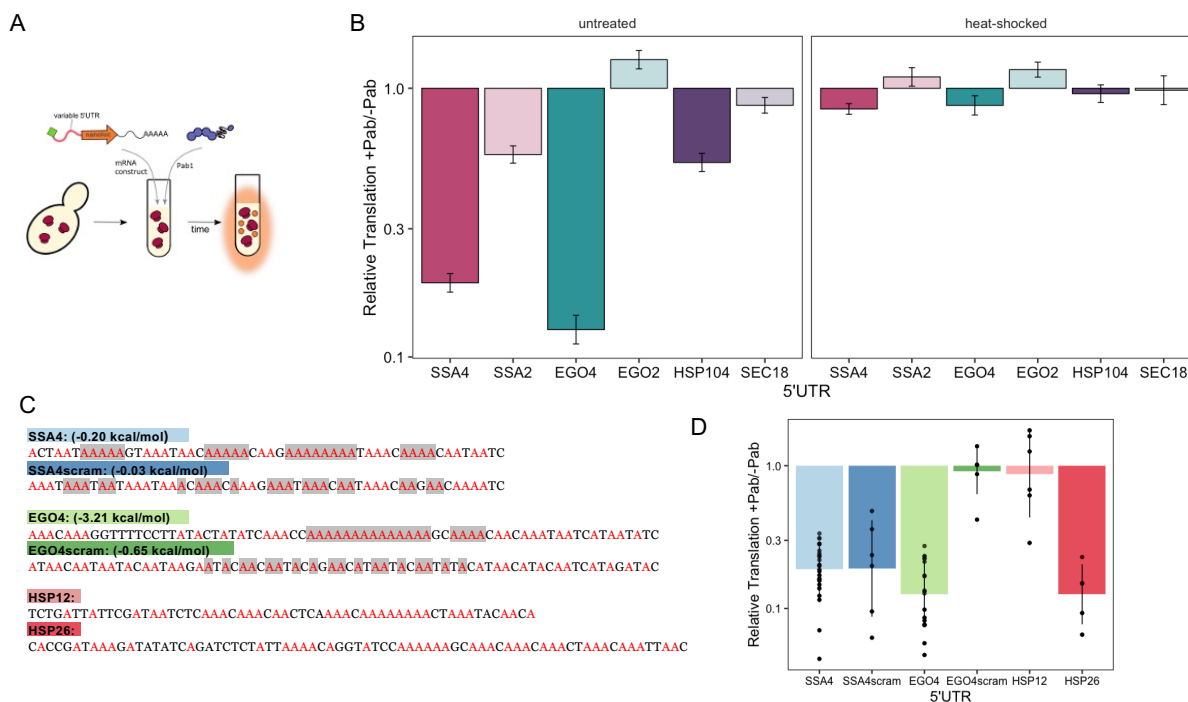 A
variable 5'UTR
nanoluc
AAAAA
mRNA
construct
Pab1
time
B
untreated
heat-shocked
Relative Translation +Pab/-Pab
1.0
0.3
0.1
SSA4 SSA2 EGO4 EGO2 HSP104 SEC18
SSA4 SSA2 EGO4 EGO2 HSP104 SEC18
5'UTR
C
SSA4: (-0.20 kcal/mol)
ACTAATAAAAAGTAAATAACAAAAACAAGAAAAAAAATAAACAAAACAATAATC
SSA4scram: (-0.03 kcal/mol)
AAATAAATAATAAATAAACAAACAAAGAAATAAACAATAAACAAGAACAAAATC
EGO4: (-3.21 kcal/mol)
AAACAAAGGTTTTCCTTATACTATATCAAACCAAAAAAAAAAAAAAGCAAAACAACAAATAATCATAATATC
EGO4scram: (-0.65 kcal/mol)
ATAACAATAATACAATAAGAATACAACAATACAGAACATAATACAATATACATAACATACAATCATAGATAC
HSP12:
TCTGATTATTCGATAATCTCAAACAAACAACTCAAACAAAAAAAACTAAATACAACA
HSP26:
CACCGATAAAGATATATCAGATCTCTATTAAAACAGGTATCCAAAAAAGCAAACAAACAAACTAAACAAATTAAC
D
Relative Translation +Pab/-Pab
1.0
0.3
0.1
SSA4 SSA4scram EGO4 EGO4scram HSP12 HSP26
5'UTR